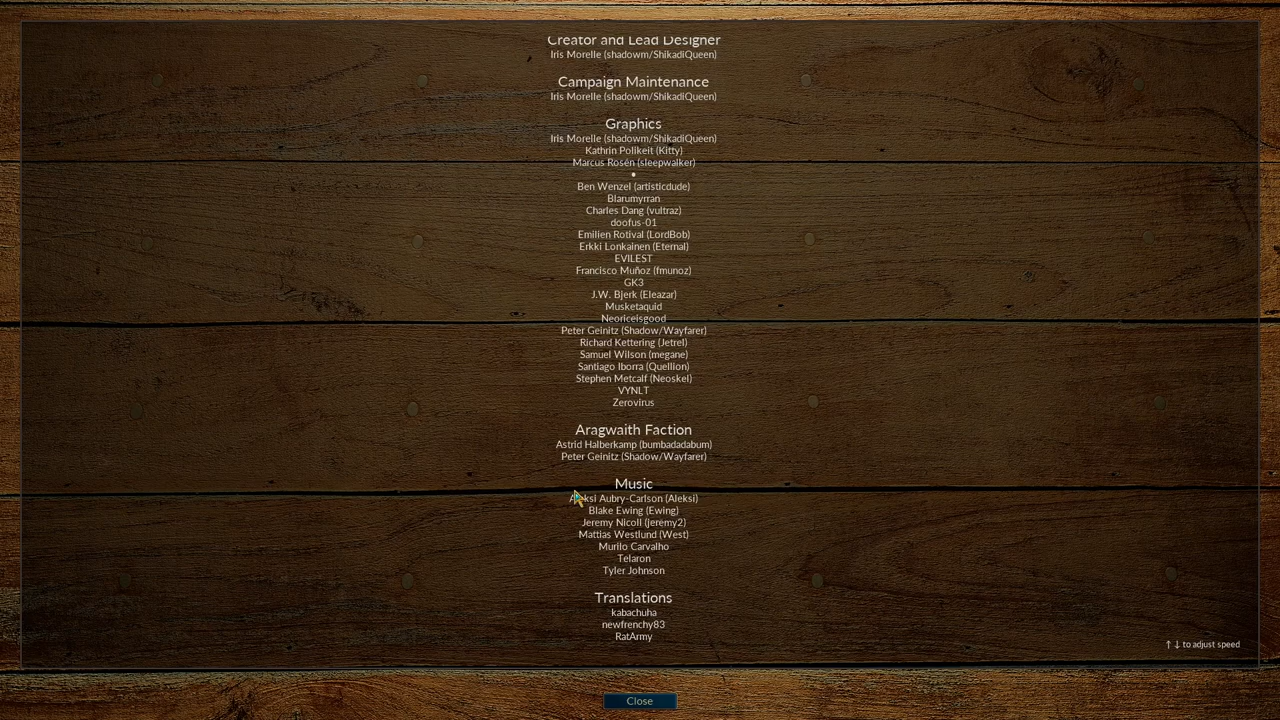 Creator and Lead Designer
Iris Morelle (shadowm/ShikadiQueen)
Campaign Maintenance
Iris Morelle (shadowm/ShikadiQueen)
Graphics
Iris Morelle (shadowm/ShikadiQueen)
Kathrin Polikeit (Kitty)
Marcus Rosén (sleepwalker)
•
Ben Wenzel (artisticdude)
Blarumyrran
Charles Dang (vultraz)
doofus-01
Emilien Rotival (LordBob)
Erkki Lonkainen (Eternal)
EVILEST
Francisco Muñoz (fmunoz)
GK3
J.W. Bjerk (Eleazar)
Musketaquid
Neoriceisgood
Peter Geinitz (Shadow/Wayfarer)
Richard Kettering (Jetrel)
Samuel Wilson (megane)
Santiago Iborra (Quellion)
Stephen Metcalf (Neoskel)
VYNLT
Zerovirus
Aragwaith Faction
Astrid Halberkamp (bumbadadabum)
Peter Geinitz (Shadow/Wayfarer)
Music
Aleksi Aubry-Carlson (Aleksi)
Blake Ewing (Ewing)
Jeremy Nicoll (jeremy2)
Mattias Westlund (West)
Murilo Carvalho
Telaron
Tyler Johnson
Translations
kabachuha
newfrenchy83
RatArmy
↑ ↓ to adjust speed
Close